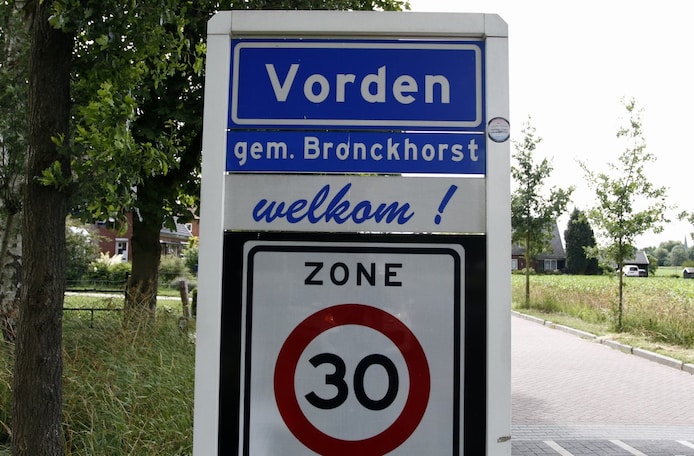 Vorden
gem. Bronckhorst
welkom !
ZONE
30